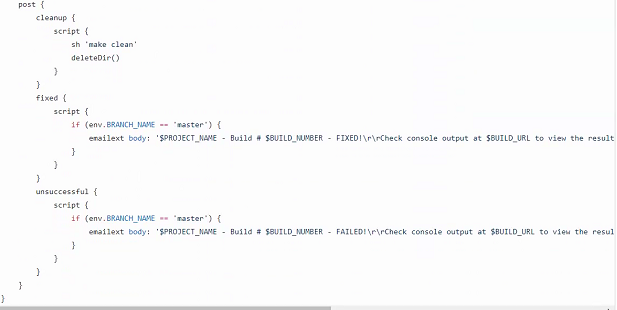 post {
cleanup {
script {
sh 'make clean'
deleteDir()
}
}
fixed {
script {
if (env.BRANCH_NAME == 'master') {
emailext body: '$PROJECT_NAME - Build # $BUILD_NUMBER - FIXED!\r\rCheck console output at $BUILD_URL to view the result
}
}
}
unsuccessful {
script {
if (env.BRANCH_NAME == 'master') {
emailext body: '$PROJECT_NAME - Build # $BUILD_NUMBER - FAILED!\r\rCheck console output at $BUILD_URL to view the resul
}
}
}
}
}